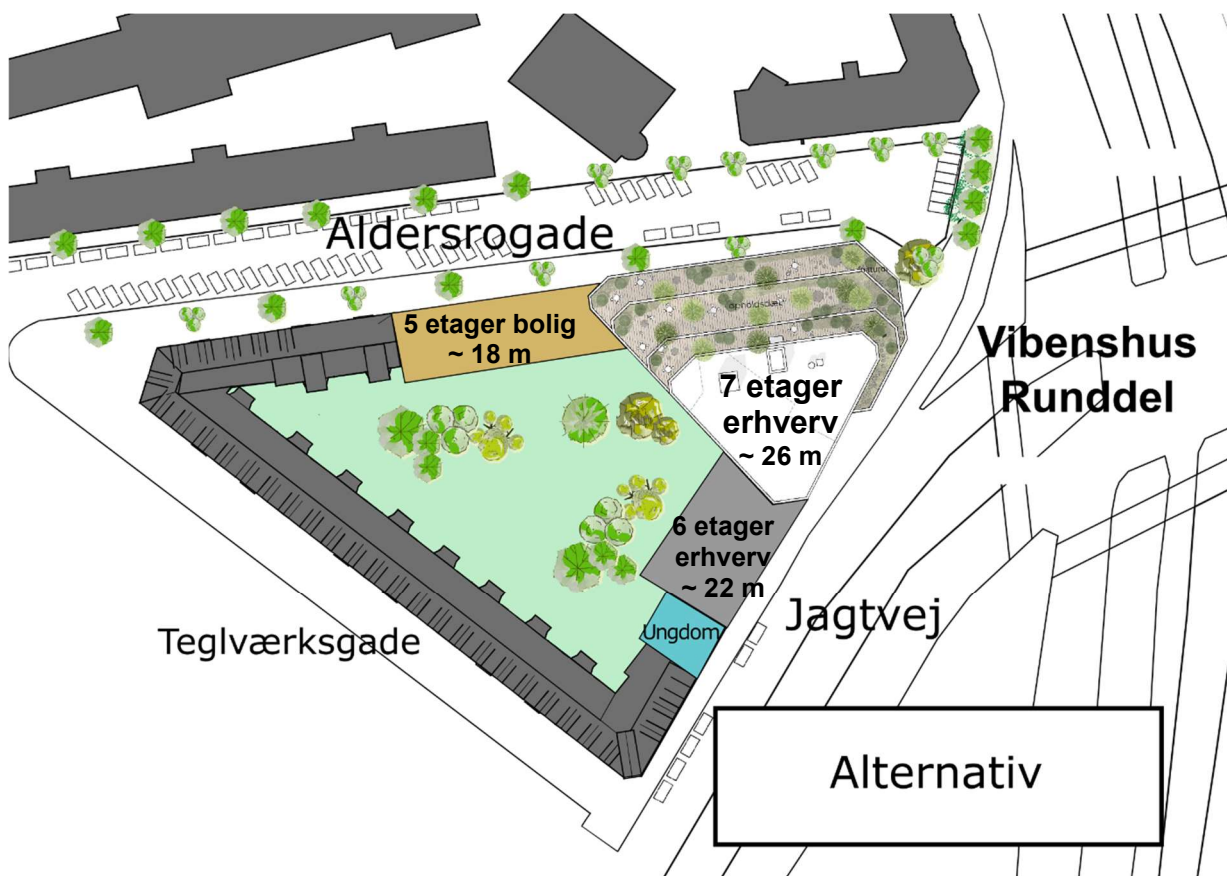 Aldersrogade
5 etager bolig
~ 18 m
Vibenshus
Runddel
7 etager
erhverv
~ 26 m
6 etager
erhverv
~ 22 m
Jagtvej
Ungdom
Teglværksgade
Alternativ